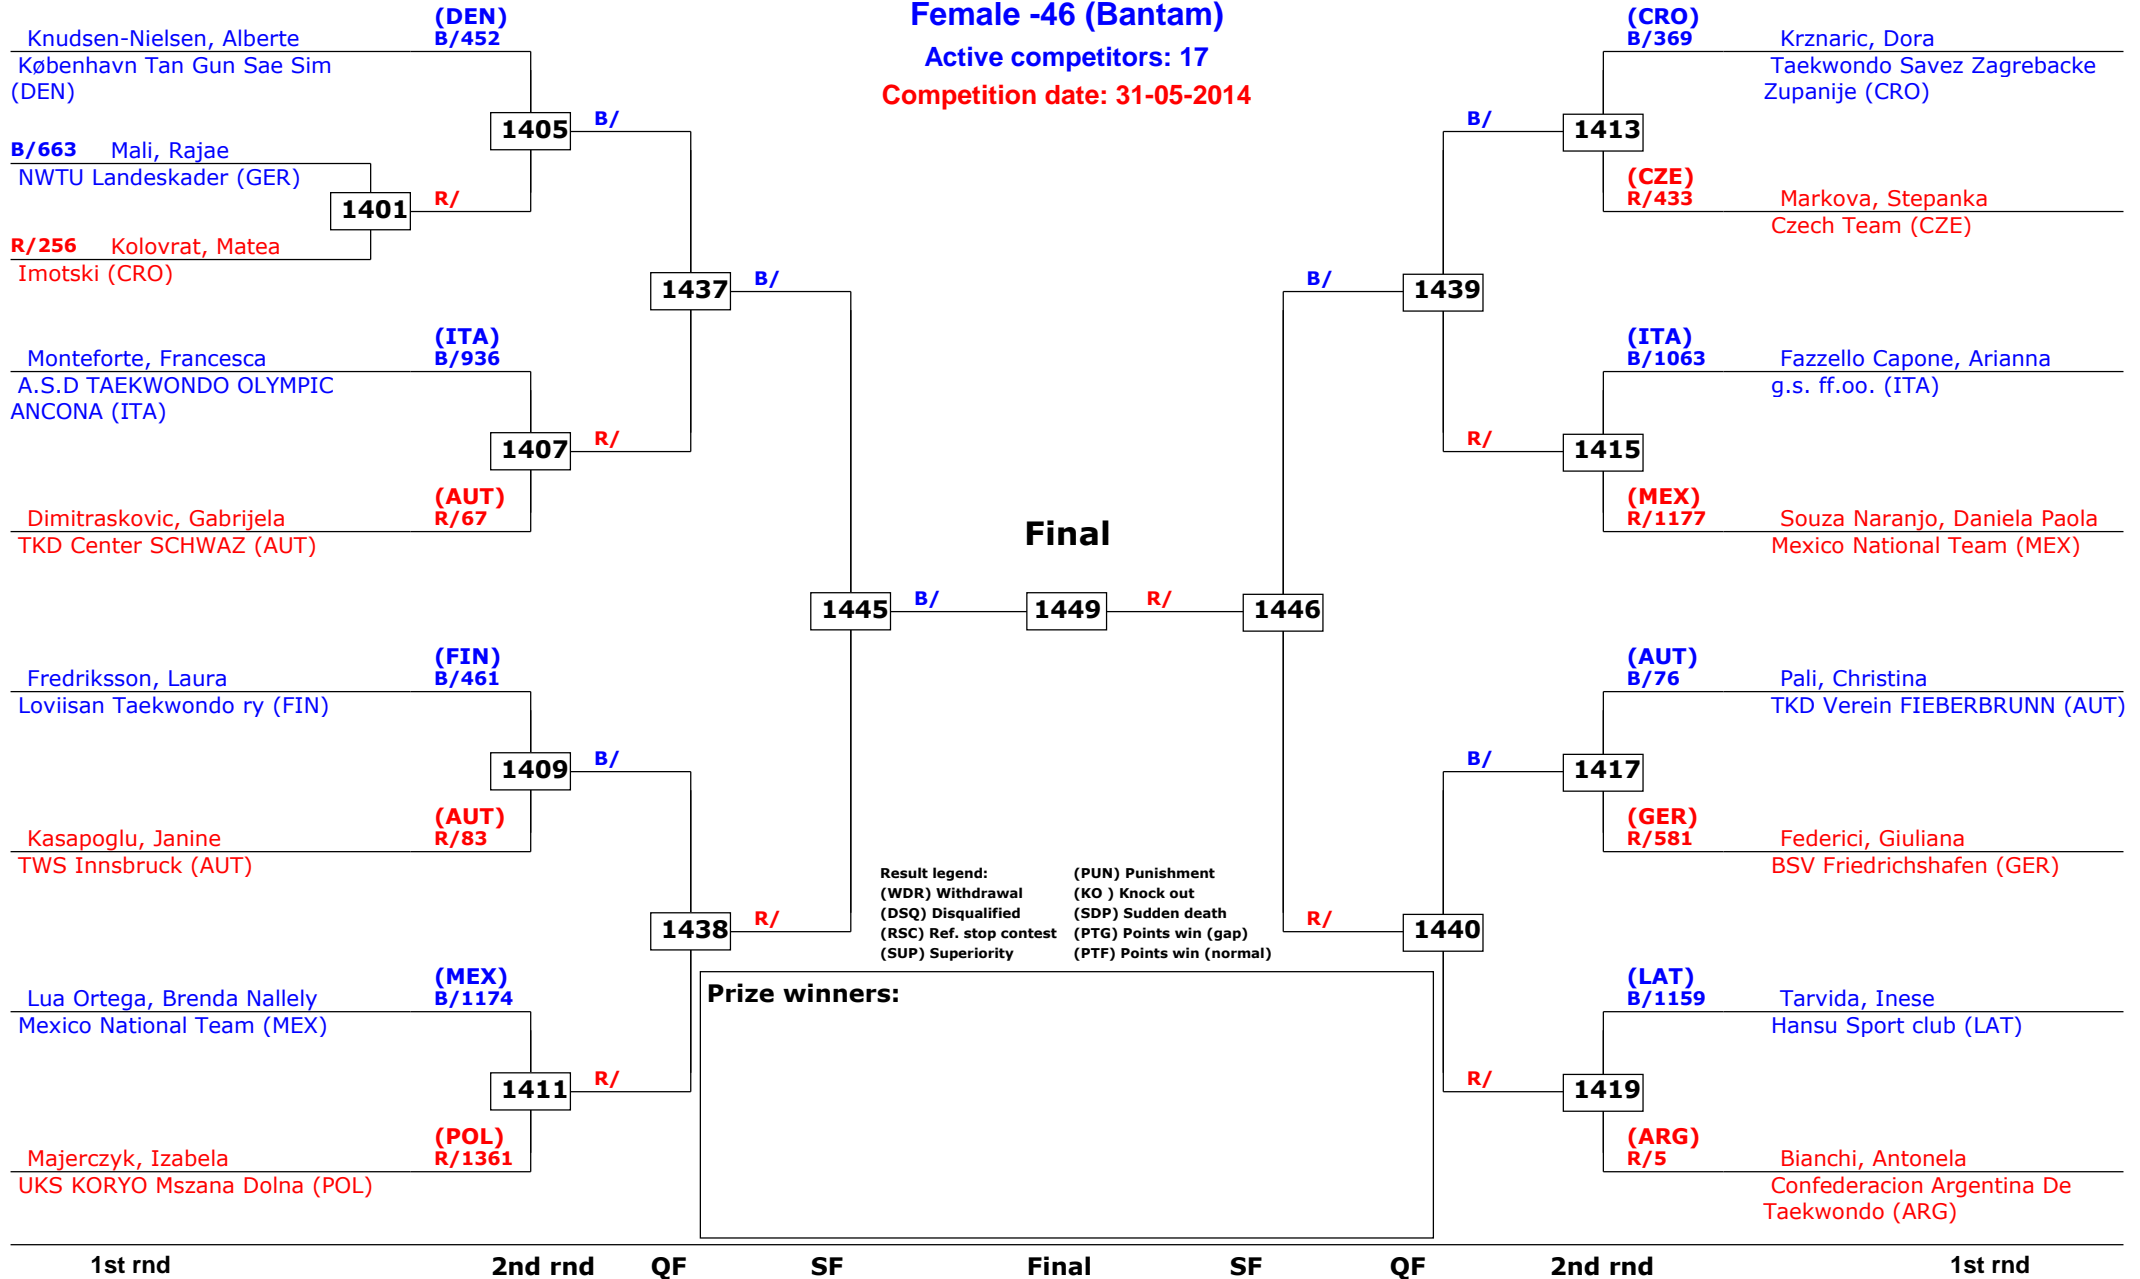 Female -46 (Bantam)
Active competitors: 17
Competition date: 31-05-2014
(DEN)
Knudsen-Nielsen, Alberte B/452
København Tan Gun Sae Sim
(DEN)
1405
B/
B/663 Mali, Rajae
NWTU Landeskader (GER)
1401
R/
R/256 Kolovrat, Matea
Imotski (CRO)
1437
B/
(ITA)
Monteforte, Francesca B/936
A.S.D TAEKWONDO OLYMPIC
ANCONA (ITA)
1407
R/
(AUT)
Dimitraskovic, Gabrijela R/67
TKD Center SCHWAZ (AUT)
1445
B/
(FIN)
Fredriksson, Laura B/461
Loviisan Taekwondo ry (FIN)
1409
B/
(AUT)
Kasapoglu, Janine R/83
TWS Innsbruck (AUT)
1438
R/
(MEX)
Lua Ortega, Brenda Nallely B/1174
Mexico National Team (MEX)
1411
R/
(POL)
Majerczyk, Izabela R/1361
UKS KORYO Mszana Dolna (POL)
Final
1449
R/
1446
(CRO)
B/369 Krznaric, Dora
Taekwondo Savez Zagrebacke
Zupanije (CRO)
B/
1413
(CZE)
R/433 Markova, Stepanka
Czech Team (CZE)
B/
1439
(ITA)
B/1063 Fazzello Capone, Arianna
g.s. ff.oo. (ITA)
R/
1415
(MEX)
R/1177 Souza Naranjo, Daniela Paola
Mexico National Team (MEX)
(AUT)
B/76 Pali, Christina
TKD Verein FIEBERBRUNN (AUT)
B/
1417
(GER)
R/581 Federici, Giuliana
BSV Friedrichshafen (GER)
R/
1440
(LAT)
B/1159 Tarvida, Inese
Hansu Sport club (LAT)
R/
1419
(ARG)
R/5 Bianchi, Antonela
Confederacion Argentina De
Taekwondo (ARG)
Result legend: (PUN) Punishment
(WDR) Withdrawal (KO ) Knock out
(DSQ) Disqualified (SDP) Sudden death
(RSC) Ref. stop contest (PTG) Points win (gap)
(SUP) Superiority (PTF) Points win (normal)
Prize winners:
1st rnd 2nd rnd QF SF Final SF QF 2nd rnd 1st rnd